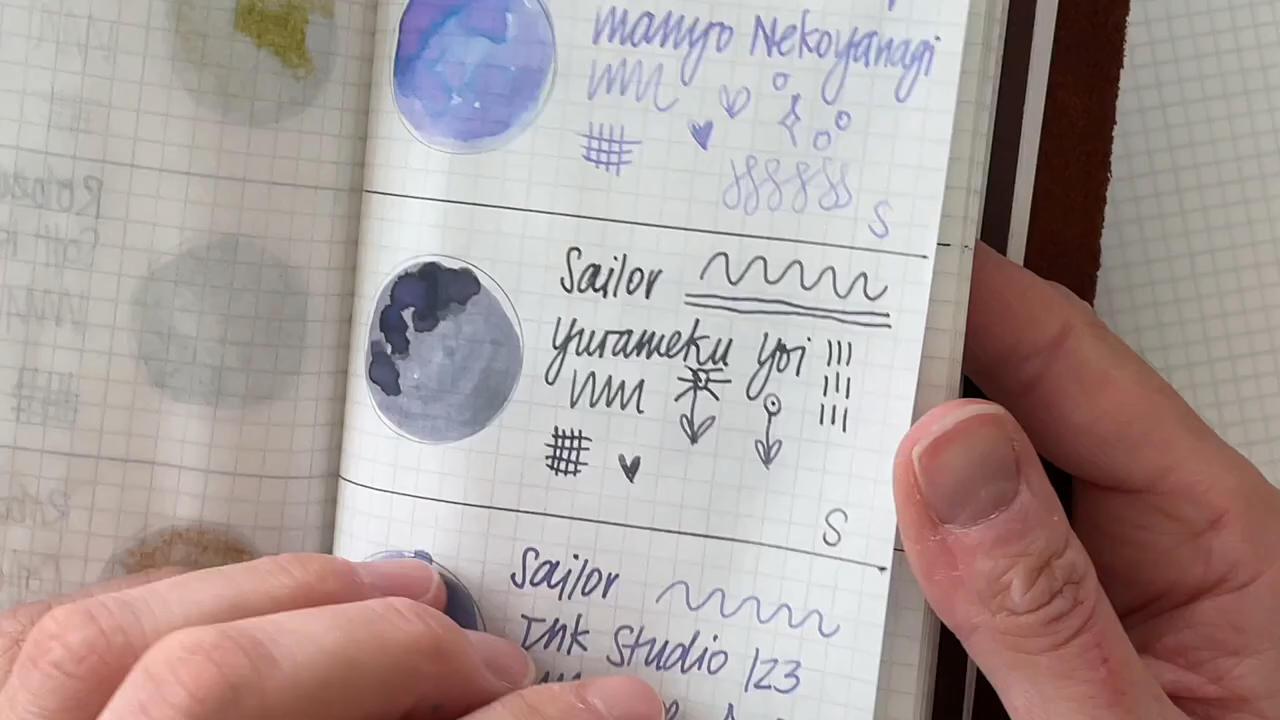 manyo Nekoyanagi
S
Sailor
yurameku yoi
S
Sailor
Ink Studio 123